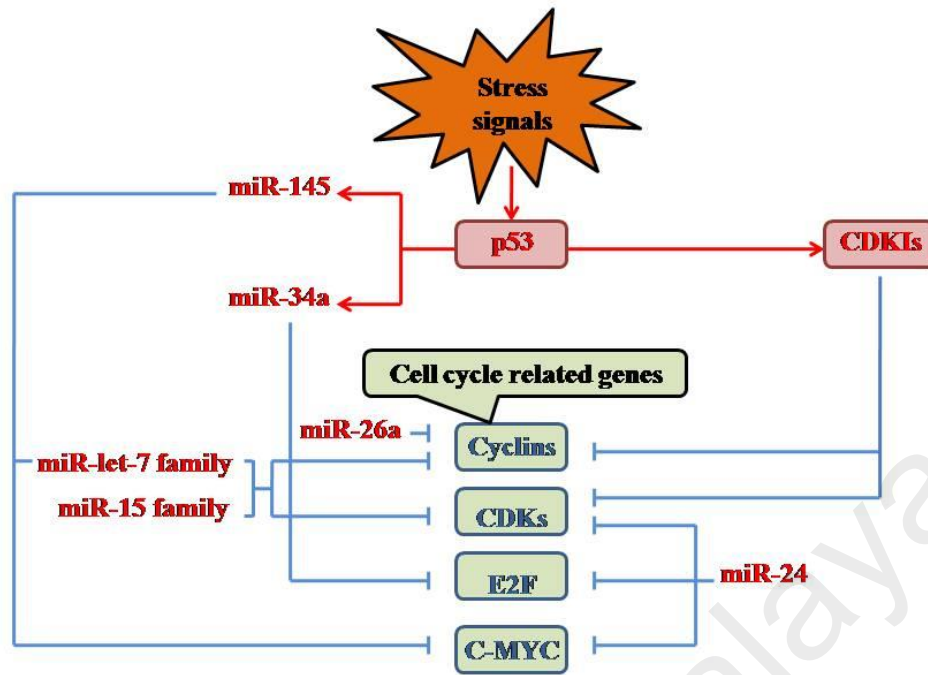 Stress
signals
miR-145
p53
CDKIs
miR-34a
Cell cycle related genes
miR-26a
Cyclins
miR-let-7 family
miR-15 family
CDKs
E2F
miR-24
C-MYC
laya